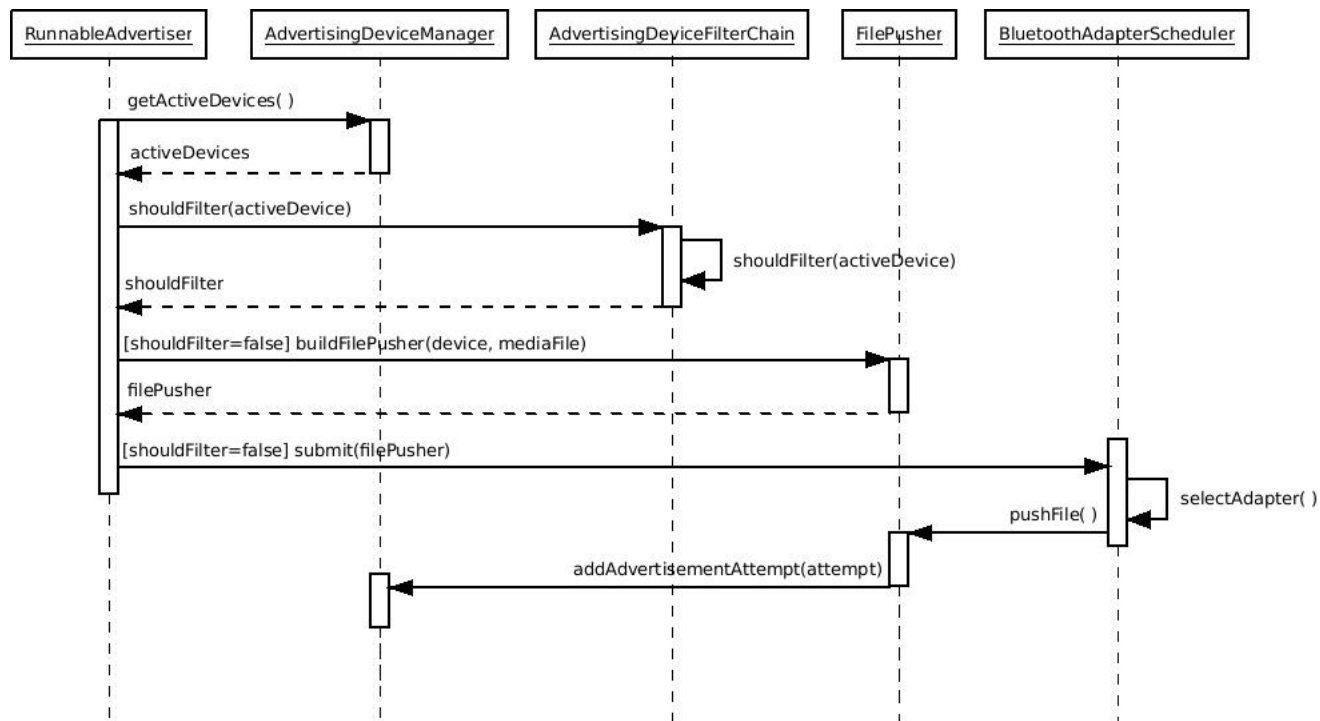 RunnableAdvertiser
AdvertisingDeviceManager
AdvertisingDeviceFilterChain
FilePusher
BluetoothAdapterScheduler
getActiveDevices( )
activeDevices
shouldFilter(activeDevice)
shouldFilter(activeDevice)
shouldFilter
[shouldFilter=false] buildFilePusher(device, mediaFile)
filePusher
[shouldFilter=false] submit(filePusher)
selectAdapter( )
pushFile( )
addAdvertisementAttempt(attempt)